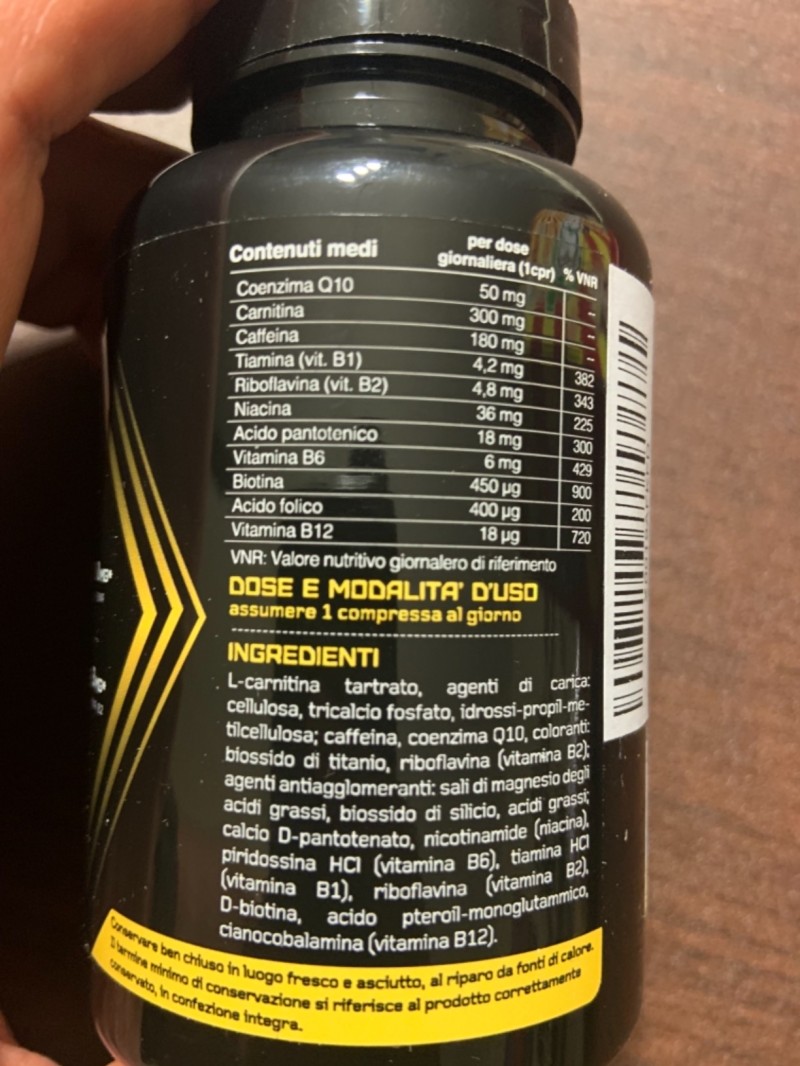 Contenuti medi per dose giornaliera (1cpr) % VNR
Coenzima Q10 50 mg –
Carnitina 300 mg –
Caffeina 180 mg –
Tiamina (vit. B1) 4,2 mg 382
Riboflavina (vit. B2) 4,8 mg 343
Niacina 36 mg 225
Acido pantotenico 18 mg 300
Vitamina B6 6 mg 429
Biotina 450 µg 900
Acido folico 400 µg 200
Vitamina B12 18 µg 720
VNR: Valore nutritivo giornalero di riferimento
DOSE E MODALITA' D'USO
assumere 1 compressa al giorno
INGREDIENTI
L-carnitina tartrato, agenti di carica:
cellulosa, tricalcio fosfato, idrossi-propil-me-
tilcellulosa; caffeina, coenzima Q10, coloranti:
biossido di titanio, riboflavina (vitamina B2);
agenti antiagglomeranti: sali di magnesio degli
acidi grassi, biossido di silicio, acidi grassi;
calcio D-pantotenato, nicotinamide (niacina),
piridossina HCl (vitamina B6), tiamina HCl
(vitamina B1), riboflavina (vitamina B2),
D-biotina, acido pteroil-monoglutammico,
cianocobalamina (vitamina B12).
Conservare ben chiuso in luogo fresco e asciutto, al riparo da fonti di calore.
Il termine minimo di conservazione si riferisce al prodotto correttamente
conservato, in confezione integra.